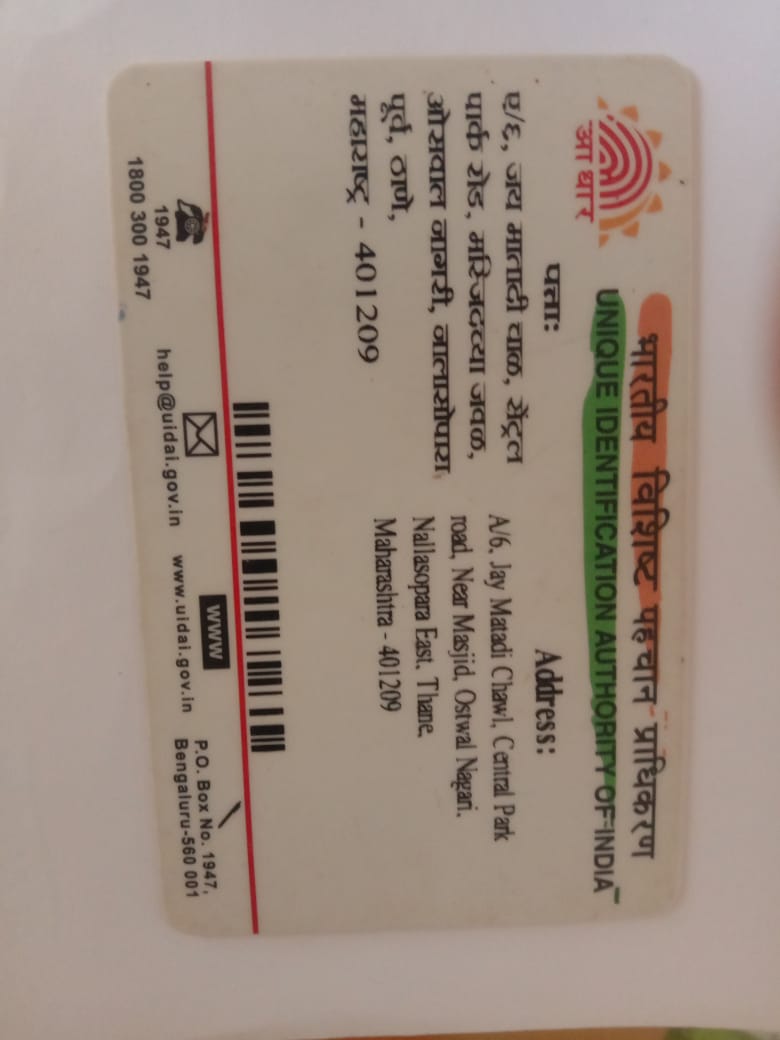 आधार
भारतीय विशिष्ट पहचान प्राधिकरण
UNIQUE IDENTIFICATION AUTHORITY OF INDIA
पत्ता:
ए/६, जय मातादी चाळ, सेंट्रल
पार्क रोड, मस्जिदच्या जवळ,
ओसवाल नागरी, नालासोपारा,
पूर्व, ठाणे,
महाराष्ट्र - 401209
Address:
A/6, Jay Matadi Chawl, Central Park
road, Near Masjid, Ostwal Nagari,
Nallasopara East, Thane,
Maharashtra - 401209
1947
1800 300 1947
help@uidai.gov.in
www
www.uidai.gov.in
P.O. Box No. 1947,
Bengaluru-560 001